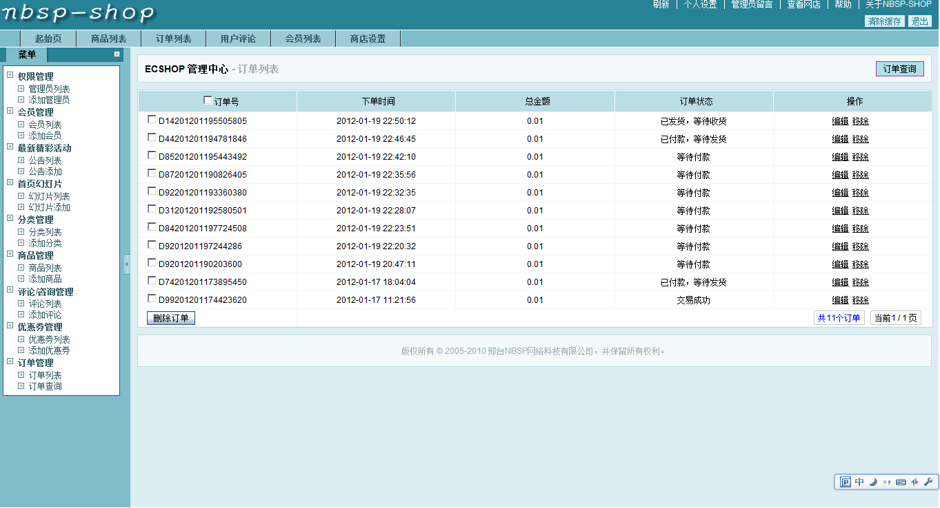 nbsp-shop
刷新 | 个人设置 | 管理员留言 | 查看网店 | 帮助 | 关于NBSP-SHOP
清除缓存 退出
起始页 商品列表 订单列表 用户评论 会员列表 商店设置
菜单
权限管理
管理员列表
添加管理员
会员管理
会员列表
添加会员
最新精彩活动
公告列表
公告添加
首页幻灯片
幻灯片列表
幻灯片添加
分类管理
分类列表
添加分类
商品管理
商品列表
添加商品
评论/咨询管理
评论列表
添加评论
优惠券管理
优惠券列表
添加优惠券
订单管理
订单列表
订单查询
ECSHOP 管理中心 - 订单列表
订单查询
订单号 下单时间 总金额 订单状态 操作
D14201201195505805 2012-01-19 22:50:12 0.01 已发货，等待收货 编辑 移除
D44201201194781846 2012-01-19 22:46:45 0.01 已付款，等待发货 编辑 移除
D85201201195443492 2012-01-19 22:42:10 0.01 等待付款 编辑 移除
D87201201190826405 2012-01-19 22:35:56 0.01 等待付款 编辑 移除
D92201201193360380 2012-01-19 22:32:35 0.01 等待付款 编辑 移除
D31201201192580501 2012-01-19 22:28:07 0.01 等待付款 编辑 移除
D84201201197724508 2012-01-19 22:23:51 0.01 等待付款 编辑 移除
D9201201197244286 2012-01-19 22:20:32 0.01 等待付款 编辑 移除
D9201201190203600 2012-01-19 20:47:11 0.01 等待付款 编辑 移除
D74201201173895450 2012-01-17 18:04:04 0.01 已付款，等待发货 编辑 移除
D99201201174423620 2012-01-17 11:21:56 0.01 交易成功 编辑 移除
删除订单 共11个订单 当前1 / 1页
版权所有 © 2005-2010 邢台NBSP网络科技有限公司，并保留所有权利。
中